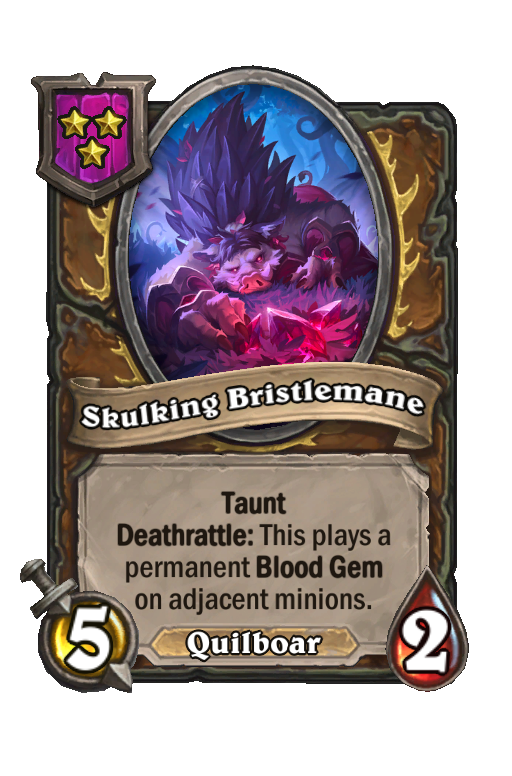 Skulking Bristlemane
Taunt
Deathrattle: This plays a
permanent Blood Gem
on adjacent minions.
5
Quilboar
2